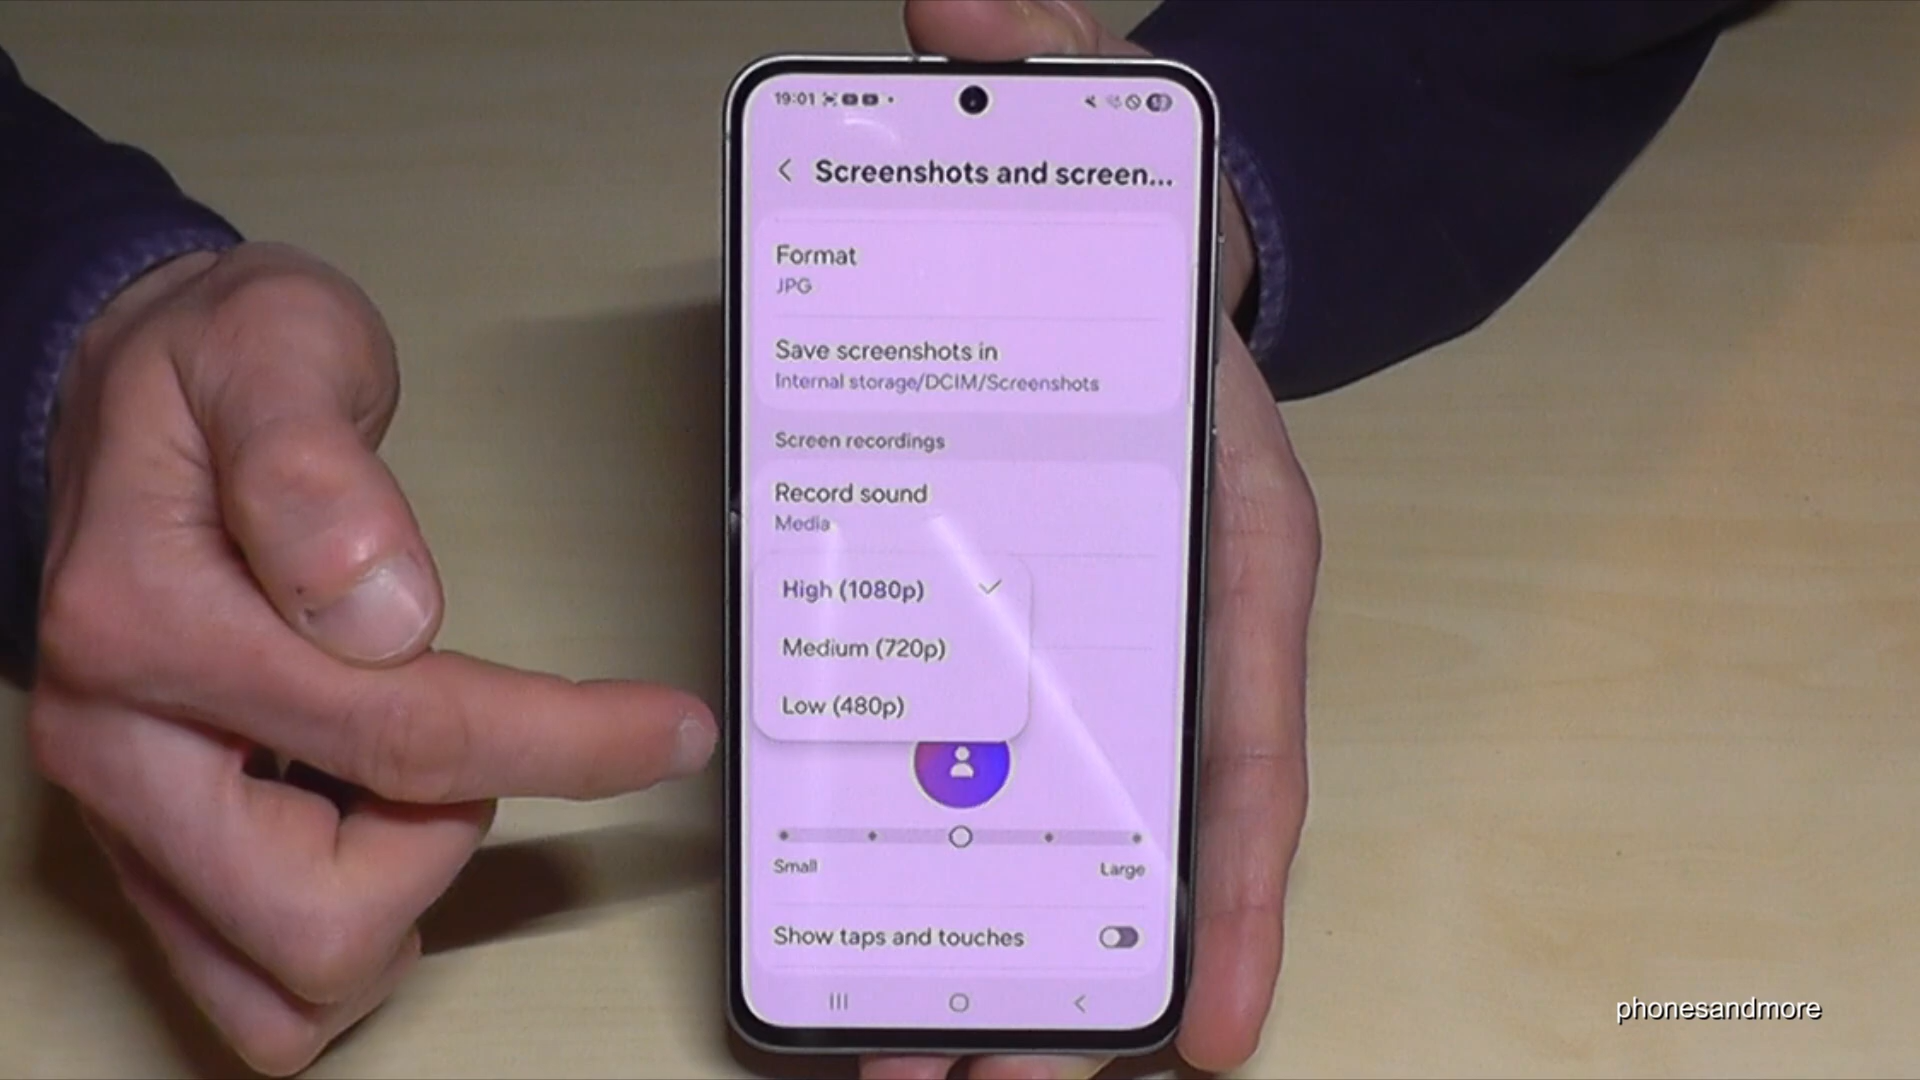 19:01
Screenshots and screen...
Format
JPG
Save screenshots in
Internal storage/DCIM/Screenshots
Screen recordings
Record sound
Media
High (1080p)
Medium (720p)
Low (480p)
Small
Large
Show taps and touches
phonesandmore